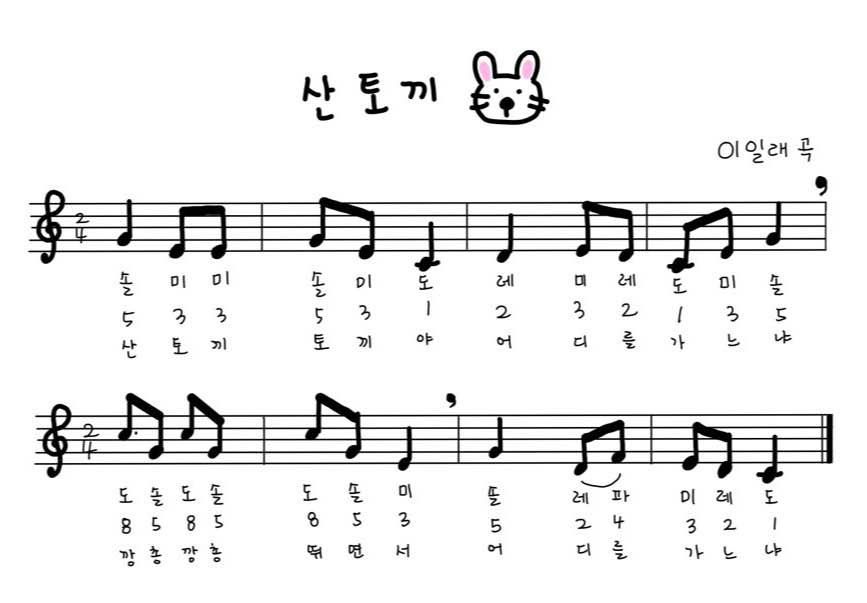 산토끼
이일래 곡
2/4
솔 미 미 솔 미 도 레 미 레 도 미 솔
5 3 3 5 3 1 2 3 2 1 3 5
산 토 끼 토 끼 야 어 디 를 가 느 냐
2/4
도 솔 도 솔 도 솔 미 솔 레 파 미 레 도
8 5 8 5 8 5 3 5 2 4 3 2 1
깡 총 깡 총 뛰 면 서 어 디 를 가 느 냐